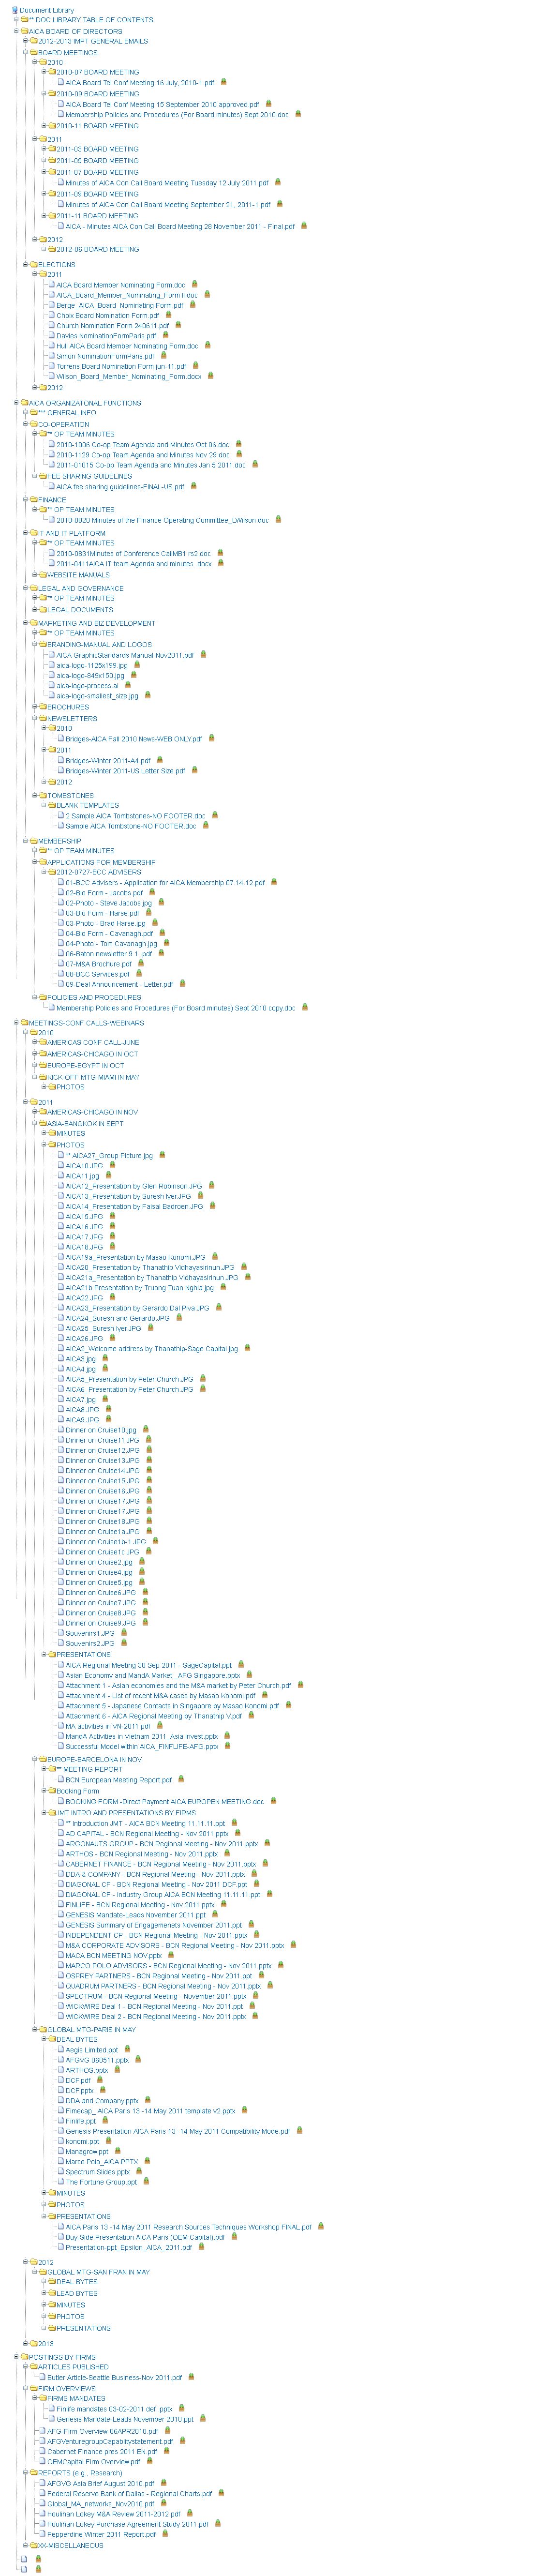 Document Library
** DOC LIBRARY TABLE OF CONTENTS
AICA BOARD OF DIRECTORS
2012-2013 IMPT GENERAL EMAILS
BOARD MEETINGS
2010
2010-07 BOARD MEETING
AICA Board Tel Conf Meeting 16 July, 2010-1.pdf
2010-09 BOARD MEETING
AICA Board Tel Conf Meeting 15 September 2010 approved.pdf
Membership Policies and Procedures (For Board minutes) Sept 2010.doc
2010-11 BOARD MEETING
2011
2011-03 BOARD MEETING
2011-05 BOARD MEETING
2011-07 BOARD MEETING
Minutes of AICA Con Call Board Meeting Tuesday 12 July 2011.pdf
2011-09 BOARD MEETING
Minutes of AICA Con Call Board Meeting September 21, 2011-1.pdf
2011-11 BOARD MEETING
AICA - Minutes AICA Con Call Board Meeting 28 November 2011 - Final.pdf
2012
2012-06 BOARD MEETING
ELECTIONS
2011
AICA Board Member Nominating Form.doc
AICA_Board_Member_Nominating_Form II.doc
Berge_AICA_Board_Nominating Form.pdf
Choix Board Nomination Form.pdf
Church Nomination Form 240611.pdf
Davies NominationFormParis.pdf
Hull AICA Board Member Nominating Form.doc
Simon NominationFormParis.pdf
Torrens Board Nomination Form jun-11.pdf
Wilson_Board_Member_Nominating_Form.docx
2012
AICA ORGANIZATONAL FUNCTIONS
*** GENERAL INFO
CO-OPERATION
** OP TEAM MINUTES
2010-1006 Co-op Team Agenda and Minutes Oct 06.doc
2010-1129 Co-op Team Agenda and Minutes Nov 29.doc
2011-01015 Co-op Team Agenda and Minutes Jan 5 2011.doc
FEE SHARING GUIDELINES
AICA fee sharing guidelines-FINAL-US.pdf
FINANCE
** OP TEAM MINUTES
2010-0820 Minutes of the Finance Operating Committee_LWilson.doc
IT AND IT PLATFORM
** OP TEAM MINUTES
2010-0831Minutes of Conference CallMB1 rs2.doc
2011-0411AICA IT team Agenda and minutes .docx
WEBSITE MANUALS
LEGAL AND GOVERNANCE
** OP TEAM MINUTES
LEGAL DOCUMENTS
MARKETING AND BIZ DEVELOPMENT
** OP TEAM MINUTES
BRANDING-MANUAL AND LOGOS
AICA GraphicStandards Manual-Nov2011.pdf
aica-logo-1125x199.jpg
aica-logo-849x150.jpg
aica-logo-process.ai
aica-logo-smallest_size.jpg
BROCHURES
NEWSLETTERS
2010
Bridges-AICA Fall 2010 News-WEB ONLY.pdf
2011
Bridges-Winter 2011-A4.pdf
Bridges-Winter 2011-US Letter Size.pdf
2012
TOMBSTONES
BLANK TEMPLATES
2 Sample AICA Tombstones-NO FOOTER.doc
Sample AICA Tombstone-NO FOOTER.doc
MEMBERSHIP
** OP TEAM MINUTES
APPLICATIONS FOR MEMBERSHIP
2012-0727-BCC ADVISERS
01-BCC Advisers - Application for AICA Membership 07.14.12.pdf
02-Bio Form - Jacobs.pdf
02-Photo - Steve Jacobs.jpg
03-Bio Form - Harse.pdf
03-Photo - Brad Harse.jpg
04-Bio Form - Cavanagh.pdf
04-Photo - Tom Cavanagh.jpg
06-Baton newsletter 9.1 .pdf
07-M&A Brochure.pdf
08-BCC Services.pdf
09-Deal Announcement - Letter.pdf
POLICIES AND PROCEDURES
Membership Policies and Procedures (For Board minutes) Sept 2010 copy.doc
MEETINGS-CONF CALLS-WEBINARS
2010
AMERICAS CONF CALL-JUNE
AMERICAS-CHICAGO IN OCT
EUROPE-EGYPT IN OCT
KICK-OFF MTG-MIAMI IN MAY
PHOTOS
2011
AMERICAS-CHICAGO IN NOV
ASIA-BANGKOK IN SEPT
MINUTES
PHOTOS
** AICA27_Group Picture.jpg
AICA10.JPG
AICA11.jpg
AICA12_Presentation by Glen Robinson.JPG
AICA13_Presentation by Suresh Iyer.JPG
AICA14_Presentation by Faisal Badroen.JPG
AICA15.JPG
AICA16.JPG
AICA17.JPG
AICA18.JPG
AICA19a_Presentation by Masao Konomi.JPG
AICA20_Presentation by Thanathip Vidhayasirinun.JPG
AICA21a_Presentation by Thanathip Vidhayasirinun.JPG
AICA21b Presentation by Truong Tuan Nghia.jpg
AICA22.JPG
AICA23_Presentation by Gerardo Dal Piva.JPG
AICA24_Suresh and Gerardo.JPG
AICA25_Suresh Iyer.JPG
AICA26.JPG
AICA2_Welcome address by Thanathip-Sage Capital.jpg
AICA3.jpg
AICA4.jpg
AICA5_Presentation by Peter Church.JPG
AICA6_Presentation by Peter Church.JPG
AICA7.jpg
AICA8.JPG
AICA9.JPG
Dinner on Cruise10.jpg
Dinner on Cruise11.JPG
Dinner on Cruise12.JPG
Dinner on Cruise13.JPG
Dinner on Cruise14.JPG
Dinner on Cruise15.JPG
Dinner on Cruise16.JPG
Dinner on Cruise17.JPG
Dinner on Cruise17.JPG
Dinner on Cruise18.JPG
Dinner on Cruise1a.JPG
Dinner on Cruise1b-1.JPG
Dinner on Cruise1c.JPG
Dinner on Cruise2.jpg
Dinner on Cruise4.jpg
Dinner on Cruise5.jpg
Dinner on Cruise6.JPG
Dinner on Cruise7.JPG
Dinner on Cruise8.JPG
Dinner on Cruise9.JPG
Souvenirs1.JPG
Souvenirs2.JPG
PRESENTATIONS
AICA Regional Meeting 30 Sep 2011 - SageCapital.ppt
Asian Economy and MandA Market _AFG Singapore.pptx
Attachment 1 - Asian economies and the M&A market by Peter Church.pdf
Attachment 4 - List of recent M&A cases by Masao Konomi.pdf
Attachment 5 - Japanese Contacts in Singapore by Masao Konomi.pdf
Attachment 6 - AICA Regional Meeting by Thanathip V.pdf
MA activities in VN-2011.pdf
MandA Activities in Vietnam 2011_Asia Invest.pptx
Successful Model within AICA_FINFLIFE-AFG.pptx
EUROPE-BARCELONA IN NOV
** MEETING REPORT
BCN European Meeting Report.pdf
Booking Form
BOOKING FORM -Direct Payment AICA EUROPEN MEETING.doc
JMT INTRO AND PRESENTATIONS BY FIRMS
** Introduction JMT - AICA BCN Meeting 11.11.11.ppt
AD CAPITAL - BCN Regional Meeting - Nov 2011.pptx
ARGONAUTS GROUP - BCN Regional Meeting - Nov 2011.pptx
ARTHOS - BCN Regional Meeting - Nov 2011.pptx
CABERNET FINANCE - BCN Regional Meeting - Nov 2011.pptx
DDA & COMPANY - BCN Regional Meeting - Nov 2011.pptx
DIAGONAL CF - BCN Regional Meeting - Nov 2011 DCF.ppt
DIAGONAL CF - Industry Group AICA BCN Meeting 11.11.11.ppt
FINLIFE - BCN Regional Meeting - Nov 2011.pptx
GENESIS Mandate-Leads November 2011.ppt
GENESIS Summary of Engagemenets November 2011.ppt
INDEPENDENT CP - BCN Regional Meeting - Nov 2011.pptx
M&A CORPORATE ADVISORS - BCN Regional Meeting - Nov 2011.pptx
MACA BCN MEETING NOV.pptx
MARCO POLO ADVISORS - BCN Regional Meeting - Nov 2011.pptx
OSPREY PARTNERS - BCN Regional Meeting - Nov 2011.ppt
QUADRUM PARTNERS - BCN Regional Meeting - Nov 2011.pptx
SPECTRUM - BCN Regional Meeting - November 2011.pptx
WICKWIRE Deal 1 - BCN Regional Meeting - Nov 2011.ppt
WICKWIRE Deal 2 - BCN Regional Meeting - Nov 2011.pptx
GLOBAL MTG-PARIS IN MAY
DEAL BYTES
Aegis Limited.ppt
AFGVG 060511.pptx
ARTHOS.pptx
DCF.pdf
DCF.pptx
DDA and Company.pptx
Fimecap_ AICA Paris 13 -14 May 2011 template v2.pptx
Finlife.ppt
Genesis Presentation AICA Paris 13 -14 May 2011 Compatibility Mode.pdf
konomi.ppt
Managrow.ppt
Marco Polo_AICA.PPTX
Spectrum Slides.pptx
The Fortune Group.ppt
MINUTES
PHOTOS
PRESENTATIONS
AICA Paris 13 -14 May 2011 Research Sources Techniques Workshop FINAL.pdf
Buy-Side Presentation AICA Paris (OEM Capital).pdf
Presentation-ppt_Epsilon_AICA_2011.pdf
2012
GLOBAL MTG-SAN FRAN IN MAY
DEAL BYTES
LEAD BYTES
MINUTES
PHOTOS
PRESENTATIONS
2013
POSTINGS BY FIRMS
ARTICLES PUBLISHED
Butler Article-Seattle Business-Nov 2011.pdf
FIRM OVERVIEWS
FIRMS MANDATES
Finlife mandates 03-02-2011 def .pptx
Genesis Mandate-Leads November 2010.ppt
AFG-Firm Overview-06APR2010.pdf
AFGVenturegroupCapabilitystatement.pdf
Cabernet Finance pres 2011 EN.pdf
OEMCapital Firm Overview.pdf
REPORTS (e.g., Research)
AFGVG Asia Brief August 2010.pdf
Federal Reserve Bank of Dallas - Regional Charts.pdf
Global_MA_networks_Nov2010.pdf
Houlihan Lokey M&A Review 2011-2012.pdf
Houlihan Lokey Purchase Agreement Study 2011.pdf
Pepperdine Winter 2011 Report.pdf
XX-MISCELLANEOUS